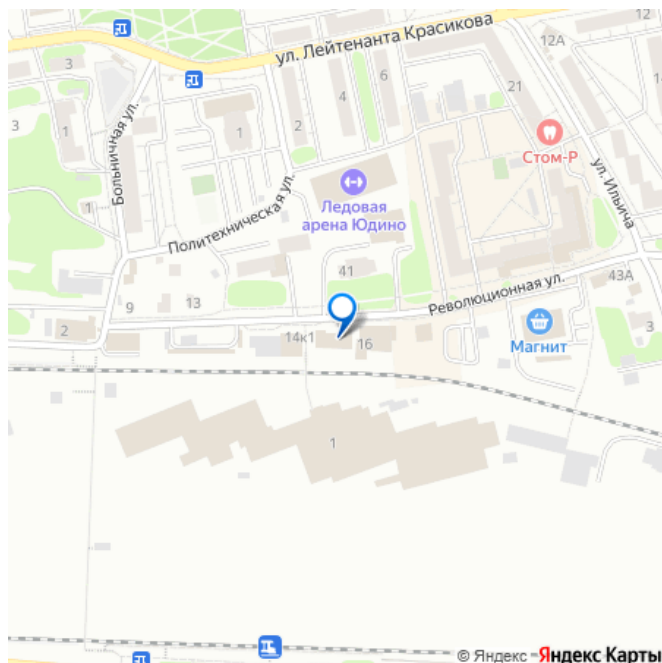 ул. Лейтенанта Красикова
12
12А
3
4
6
21
3
1
1
2
Стом-Р
Больничная ул.
ул. Ильича
1
Политехническая ул.
Ледовая
арена Юдино
41
43А
Революционная ул.
9
13
2
14к1
16
Магнит
3
1
© Яндекс Яндекс Карты